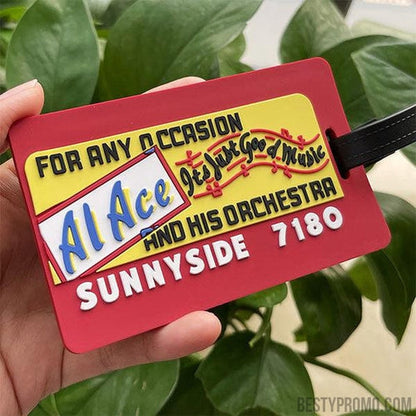 FOR ANY OCCASION
It's Just Good Music
Al Ace
AND HIS ORCHESTRA
SUNNYSIDE 7180
BESTYPROMO.COM